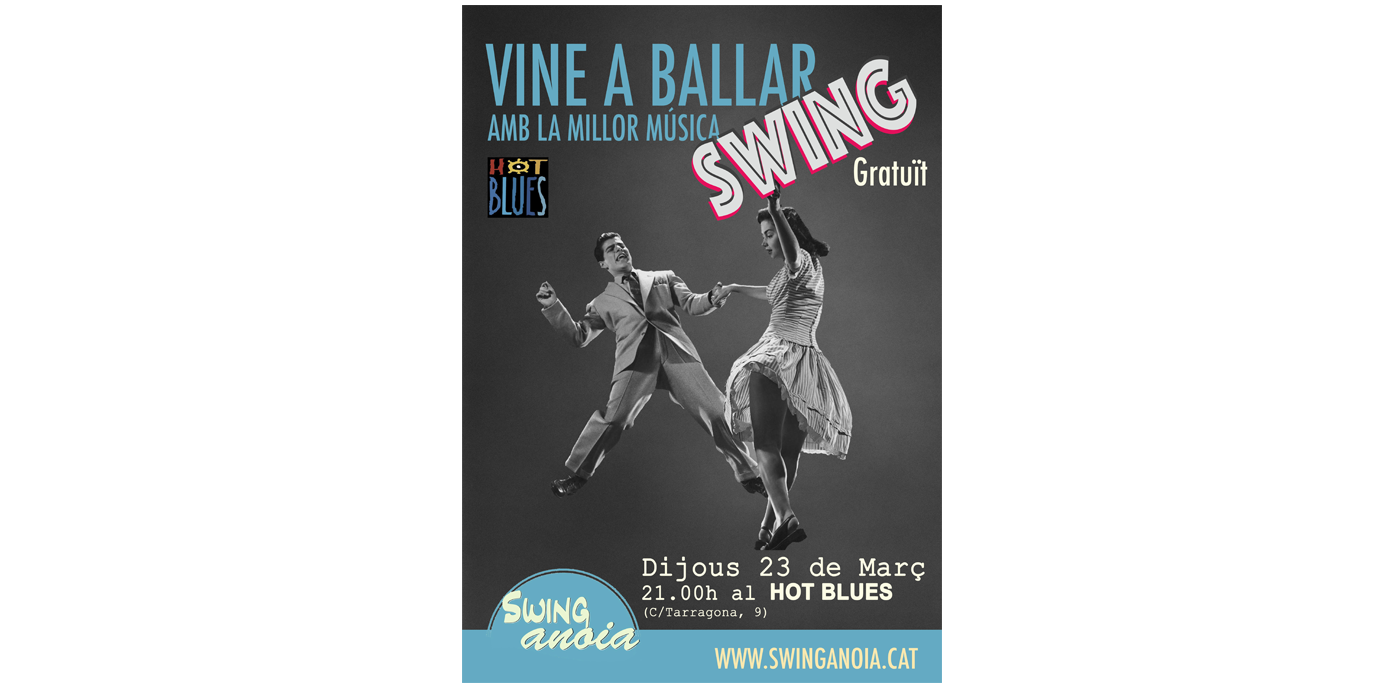 VINE A BALLAR
AMB LA MILLOR MÚSICA
SWING
Gratuït
HOT
BLUES
Dijous 23 de Març
21.00h al HOT BLUES
(C/Tarragona, 9)
SWING
anoia
WWW.SWINGANOIA.CAT